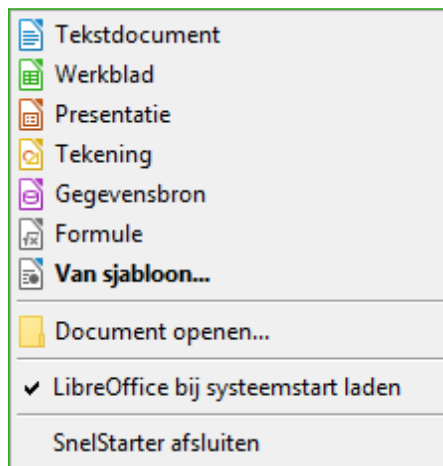 Tekstdocument
Werkblad
Presentatie
Tekening
Gegevensbron
Formule
Van sjabloon...
Document openen...
LibreOffice bij systeemstart laden
SnelStarter afsluiten